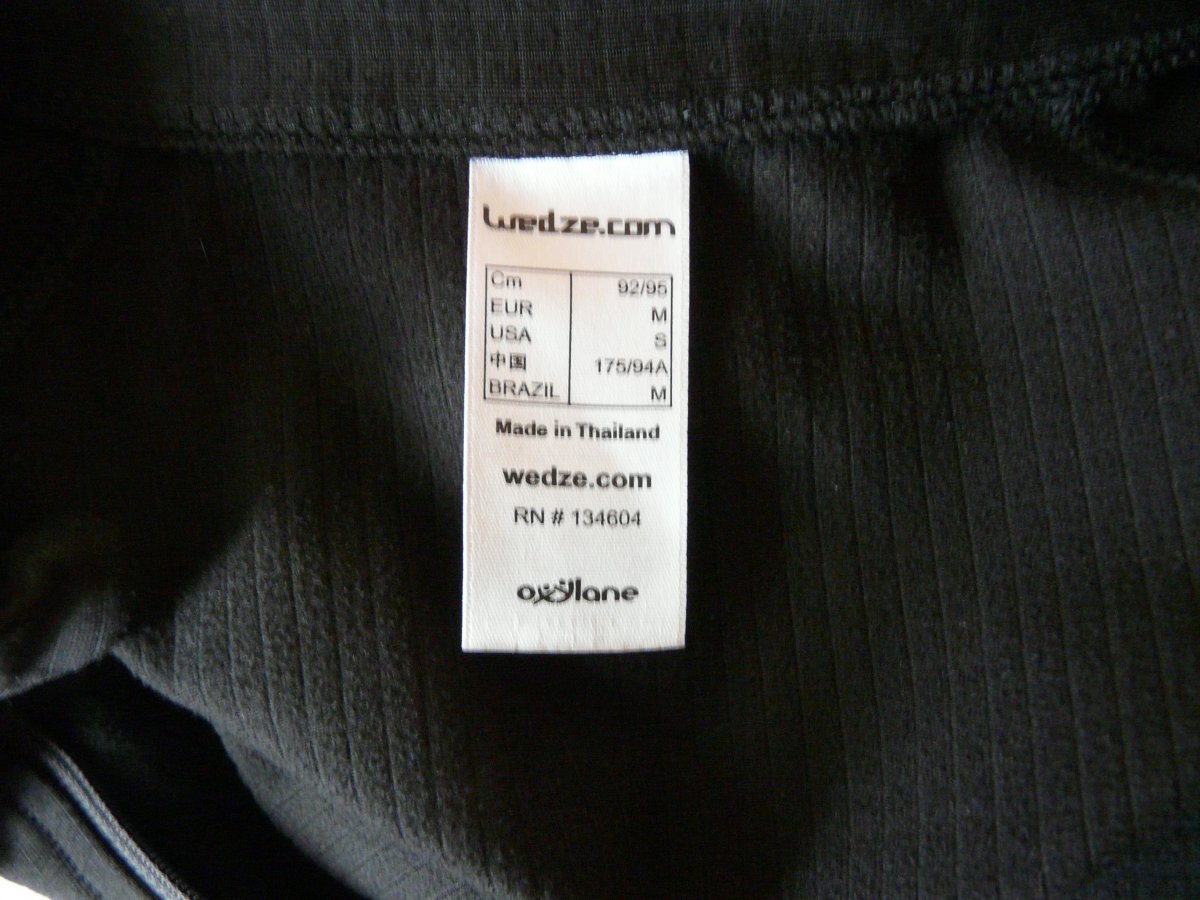 wedze.com
Cm 92/95
EUR M
USA S
中国 175/94A
BRAZIL M
Made in Thailand
wedze.com
RN # 134604
oxylane